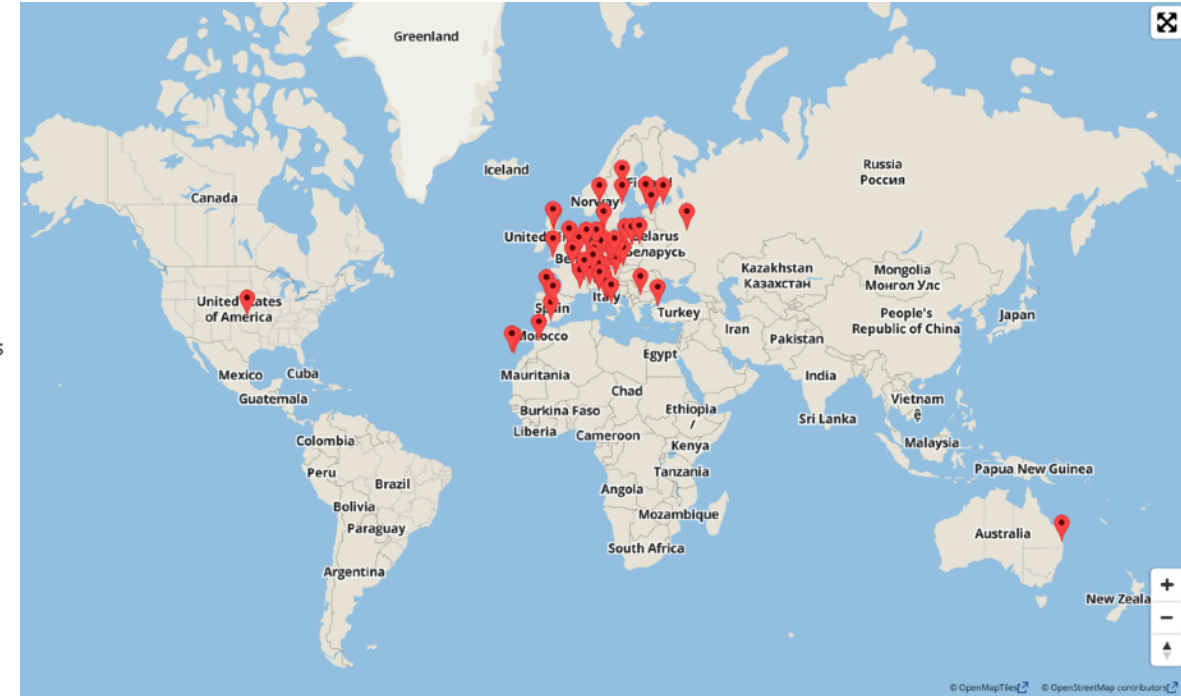 Greenland
Iceland
Russia
Россия
Canada
Norway
United
Belarus
Беларусь
Kazakhstan
Казахстан
Mongolia
Монгол Улс
United States
of America
Italy
Spain
Turkey
People's
Republic of China
Japan
Iran
Pakistan
Morocco
Egypt
s
Mexico
Cuba
Mauritania
India
Guatemala
Chad
Vietnam
Burkina Faso
Ethiopia
/
Sri Lanka
Liberia
Cameroon
Colombia
Kenya
Malaysia
Peru
Tanzania
Papua New Guinea
Brazil
Angola
Bolivia
Mozambique
Paraguay
Australia
South Africa
Argentina
New Zeala
© OpenMapTiles © OpenStreetMap contributors